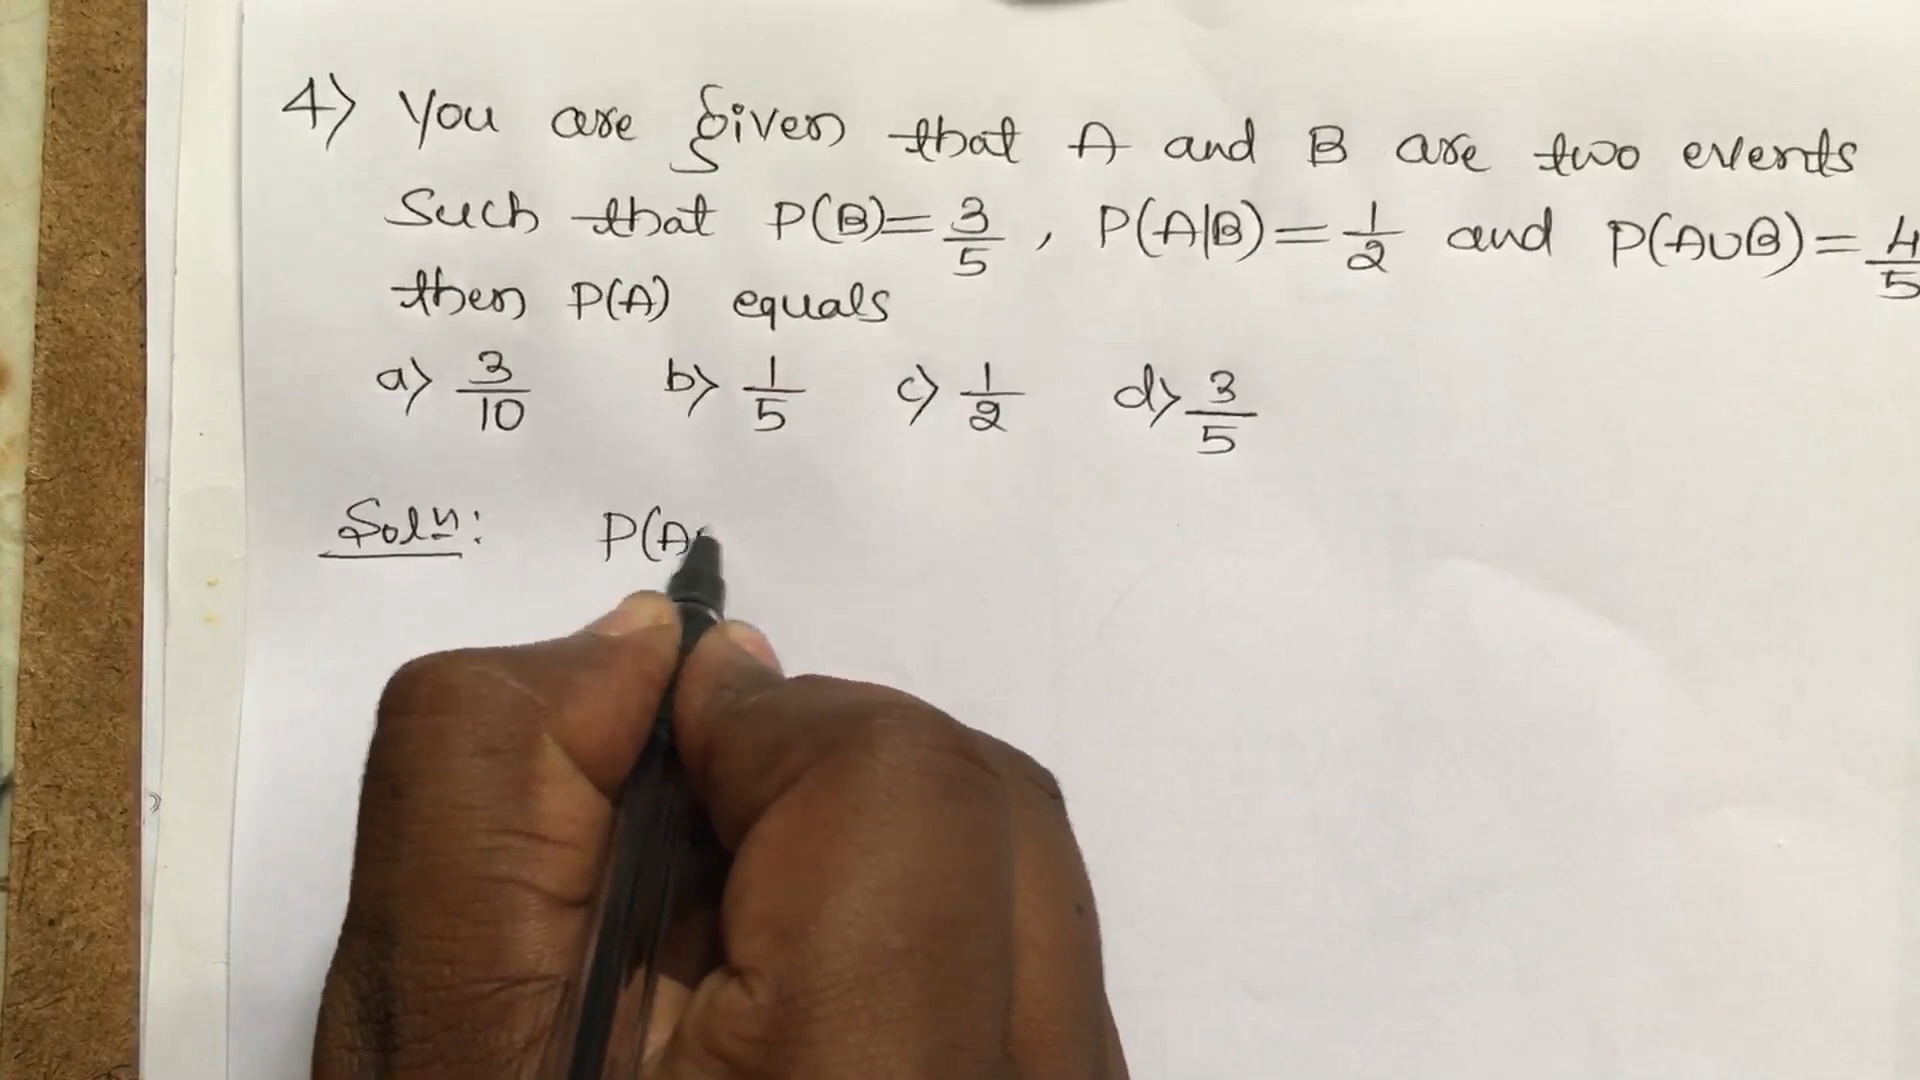 4) You are given that A and B are two events
Such that P(B)=3/5, P(A|B)=1/2 and P(A∪B)=4/5
then P(A) equals
a) 3/10 b) 1/5 c) 1/2 d) 3/5
Soln: P(A